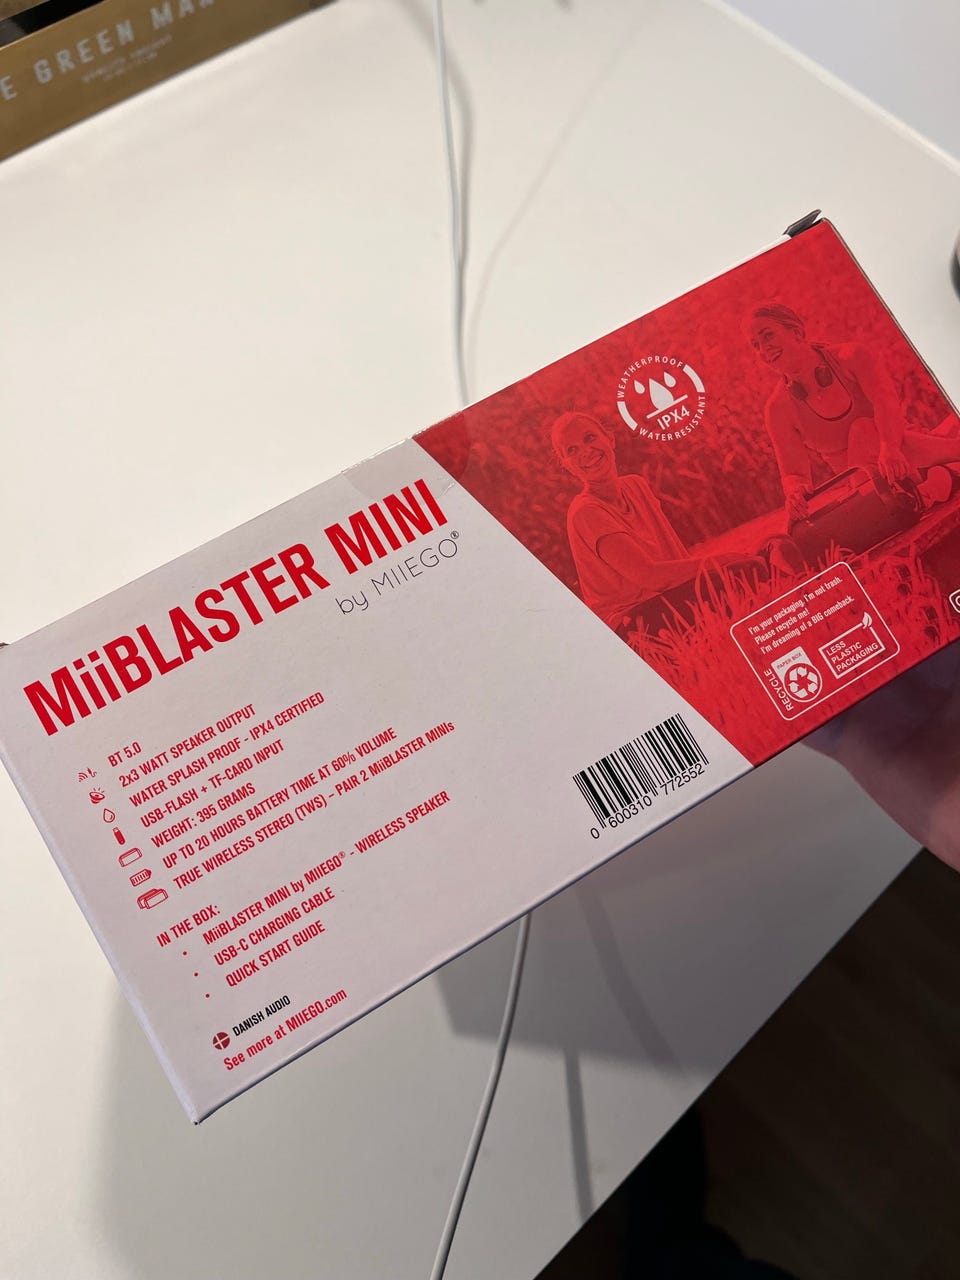 E GREEN MAN
MiiBLASTER MINI
by MIIEGO®
BT 5.0
2x3 WATT SPEAKER OUTPUT
WATER SPLASH PROOF - IPX4 CERTIFIED
USB-FLASH + TF-CARD INPUT
WEIGHT: 395 GRAMS
UP TO 20 HOURS BATTERY TIME AT 60% VOLUME
TRUE WIRELESS STEREO (TWS) – PAIR 2 MiiBLASTER MINIs
IN THE BOX:
• MiiBLASTER MINI by MIIEGO® - WIRELESS SPEAKER
• USB-C CHARGING CABLE
• QUICK START GUIDE
DANISH AUDIO
See more at MIIEGO.com
WEATHERPROOF
IPX4
WATER RESISTANT
I'm your packaging, I'm not trash.
Please recycle me!
I'm dreaming of a BIG comeback.
RECYCLE
PAPER BOX
LESS
PLASTIC
PACKAGING
0 600310 772552